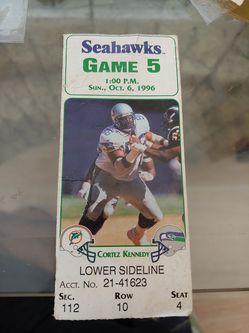 Seahawks
GAME 5
1:00 P.M.
SUN., OCT. 6, 1996
CORTEZ KENNEDY
LOWER SIDELINE
ACCT. NO. 21-41623
SEC. ROW SEAT
112 10 4